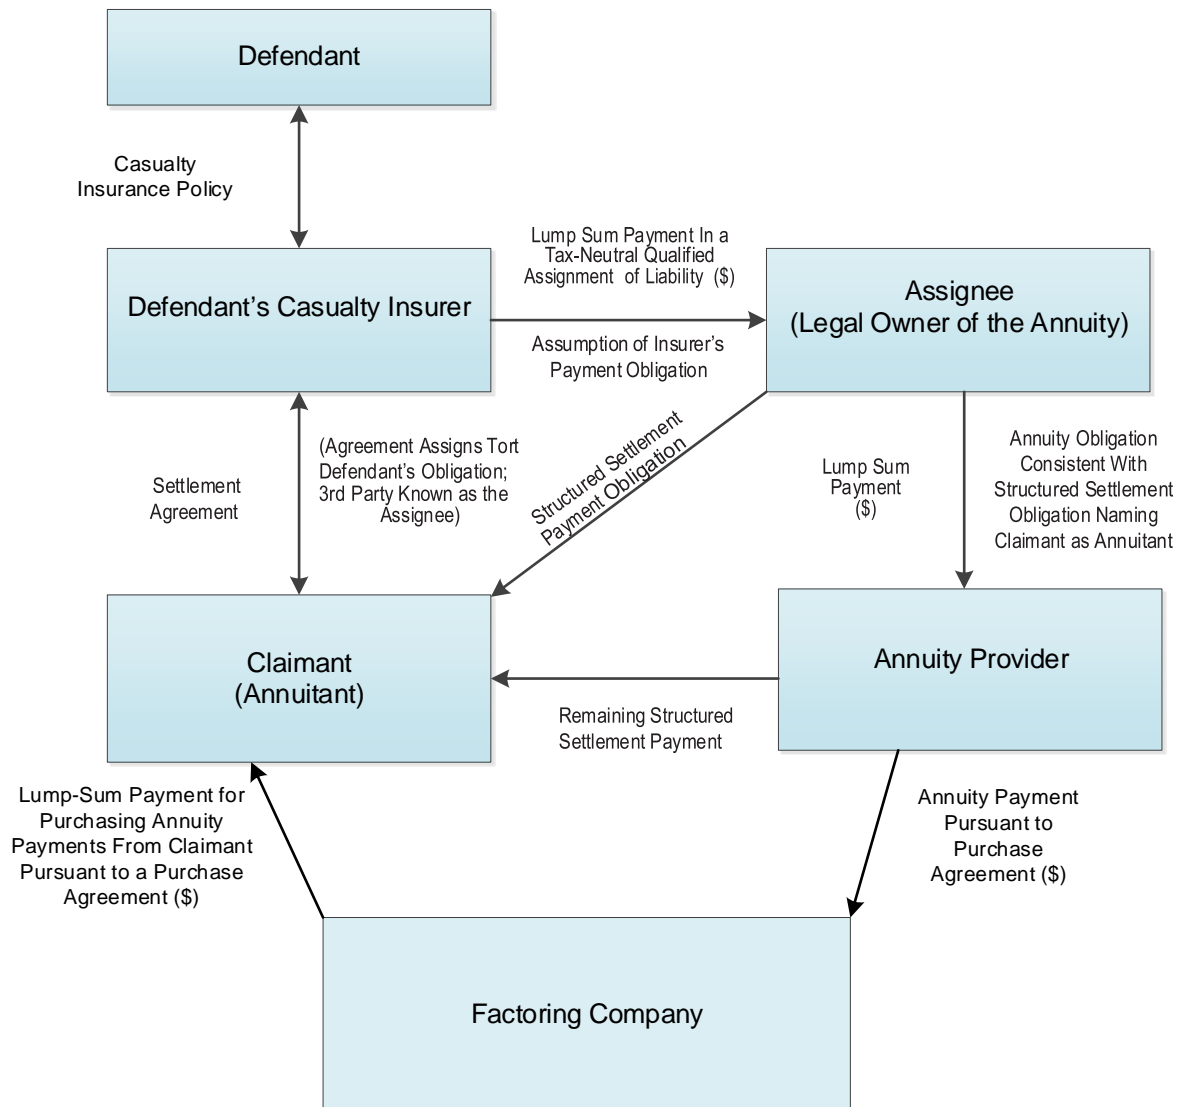 Defendant
Casualty
Insurance Policy
Lump Sum Payment In a
Tax-Neutral Qualified
Assignment of Liability ($)
Defendant's Casualty Insurer
Assignee
(Legal Owner of the Annuity)
Assumption of Insurer's
Payment Obligation
Settlement
Agreement
(Agreement Assigns Tort
Defendant's Obligation;
3rd Party Known as the
Assignee)
Structured Settlement
Payment Obligation
Lump Sum
Payment
($)
Annuity Obligation
Consistent With
Structured Settlement
Obligation Naming
Claimant as Annuitant
Claimant
(Annuitant)
Annuity Provider
Remaining Structured
Settlement Payment
Lump-Sum Payment for
Purchasing Annuity
Payments From Claimant
Pursuant to a Purchase
Agreement ($)
Annuity Payment
Pursuant to
Purchase
Agreement ($)
Factoring Company